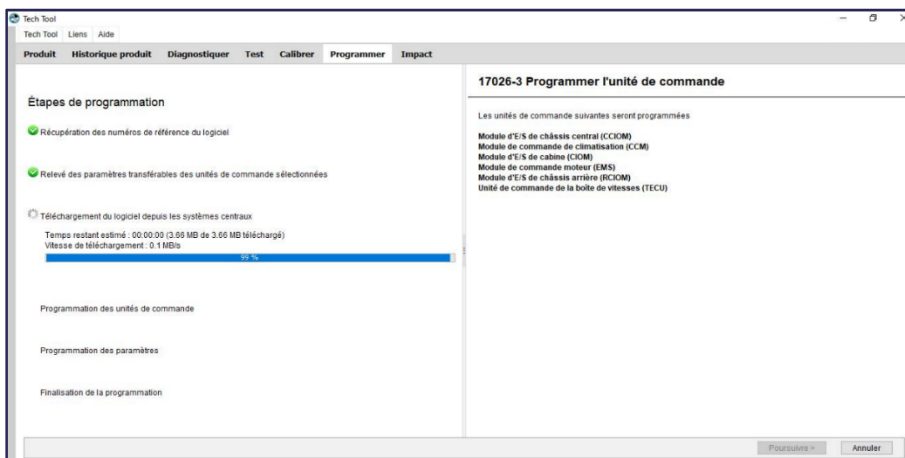 Tech Tool
Tech Tool Liens Aide
Produit Historique produit Diagnostiquer Test Calibrer Programmer Impact
Étapes de programmation
Récupération des numéros de référence du logiciel
Relevé des paramètres transférables des unités de commande sélectionnées
Téléchargement du logiciel depuis les systèmes centraux
Temps restant estimé : 00:00:00 (3.66 MB de 3.66 MB téléchargé)
Vitesse de téléchargement : 0.1 MB/s
99 %
Programmation des unités de commande
Programmation des paramètres
Finalisation de la programmation
17026-3 Programmer l'unité de commande
Les unités de commande suivantes seront programmées
Module d'E/S de châssis central (CCIOM)
Module de commande de climatisation (CCM)
Module d'E/S de cabine (CIOM)
Module de commande moteur (EMS)
Module d'E/S de châssis arrière (RCIOM)
Unité de commande de la boîte de vitesses (TECU)
Poursuivre »
Annuler